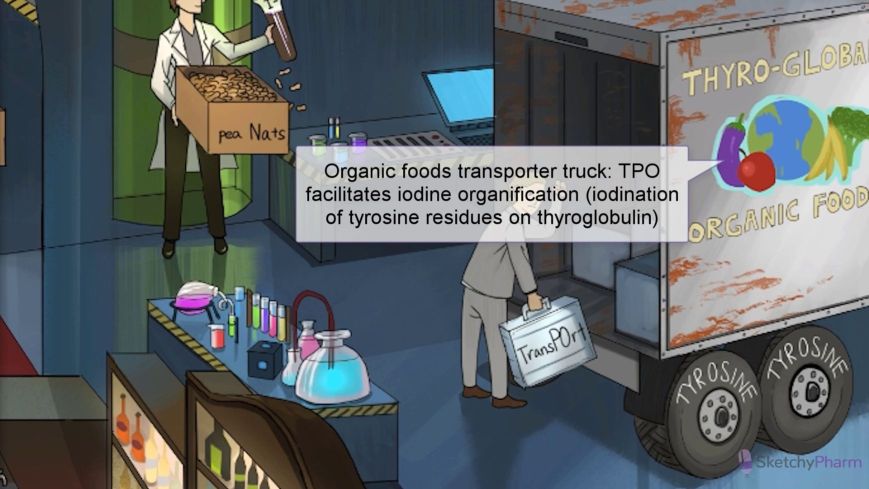 THYRO-GLOBA
pea Nats
Organic foods transporter truck: TPO
facilitates iodine organification (iodination
of tyrosine residues on thyroglobulin)
ORGANIC FOOD
TransPOrt
TYROSINE
TYROSINE
SketchyPharm